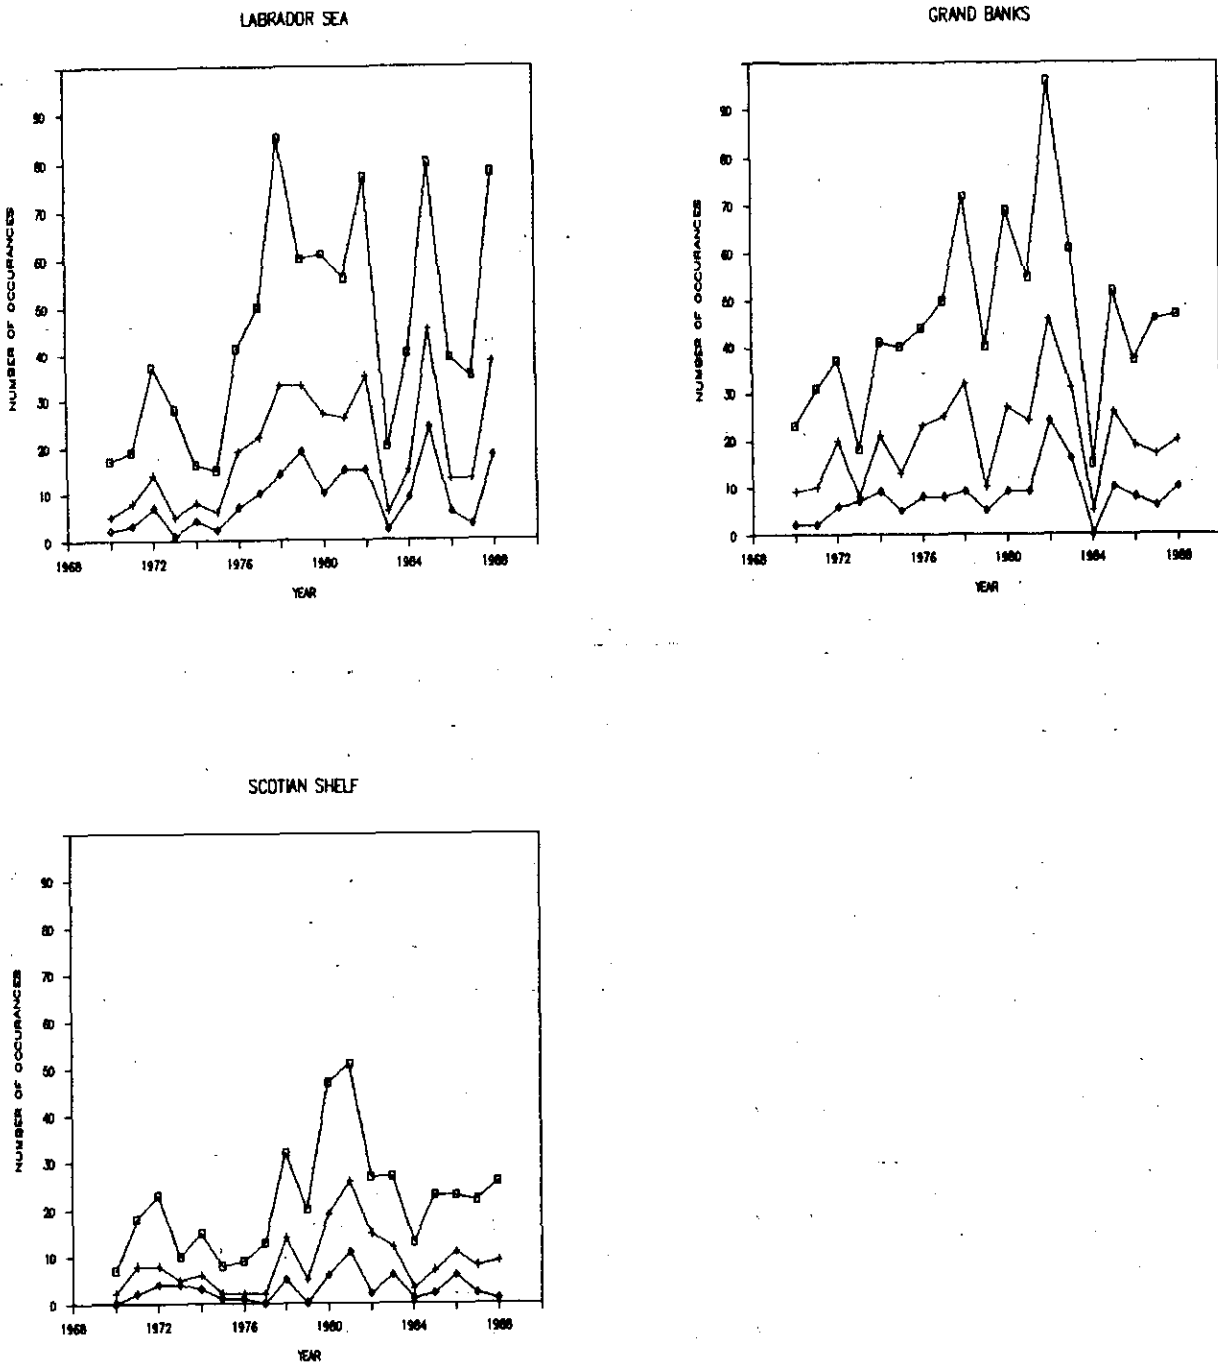 LABRADOR SEA
NUMBER OF OCCURANCES
90
80
70
60
50
40
30
20
10
0
1968 1972 1976 1980 1984 1988
YEAR
GRAND BANKS
NUMBER OF OCCURANCES
90
80
70
60
50
40
30
20
10
0
1968 1972 1976 1980 1984 1988
YEAR
SCOTIAN SHELF
NUMBER OF OCCURANCES
90
80
70
60
50
40
30
20
10
0
1968 1972 1976 1980 1984 1988
YEAR